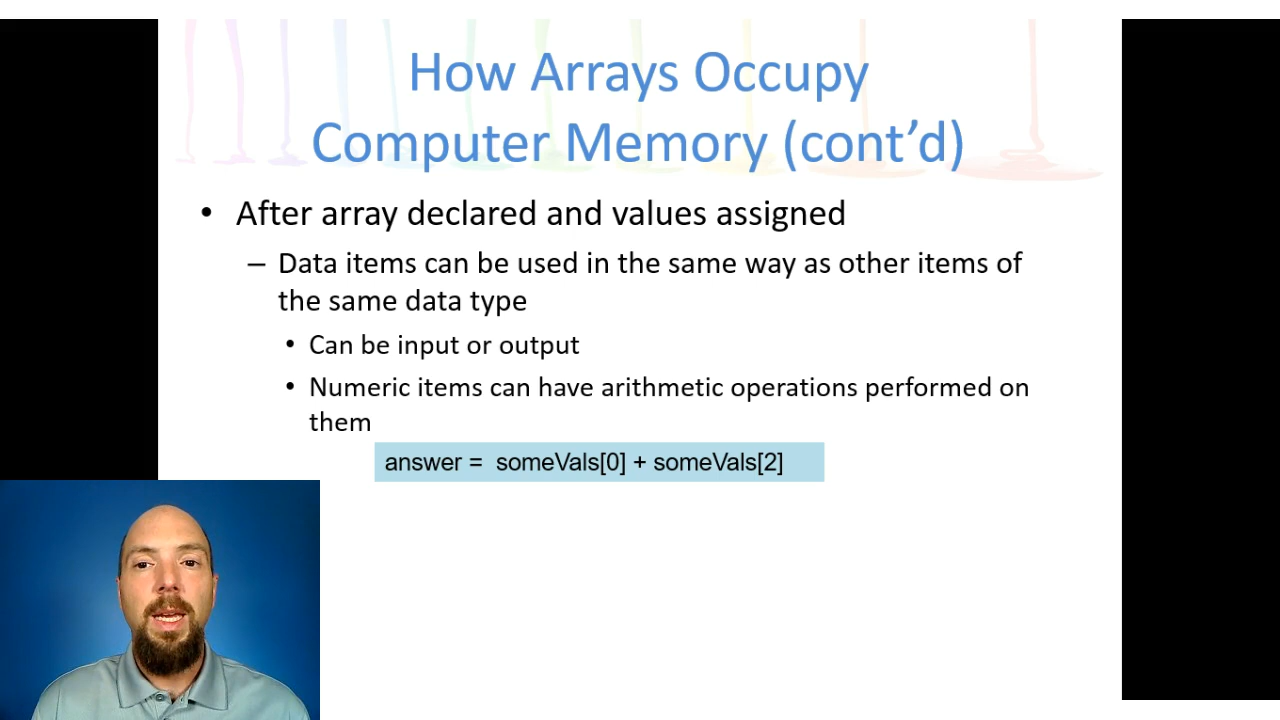 How Arrays Occupy
Computer Memory (cont’d)
• After array declared and values assigned
– Data items can be used in the same way as other items of
the same data type
• Can be input or output
• Numeric items can have arithmetic operations performed on
them
answer = someVals[0] + someVals[2]